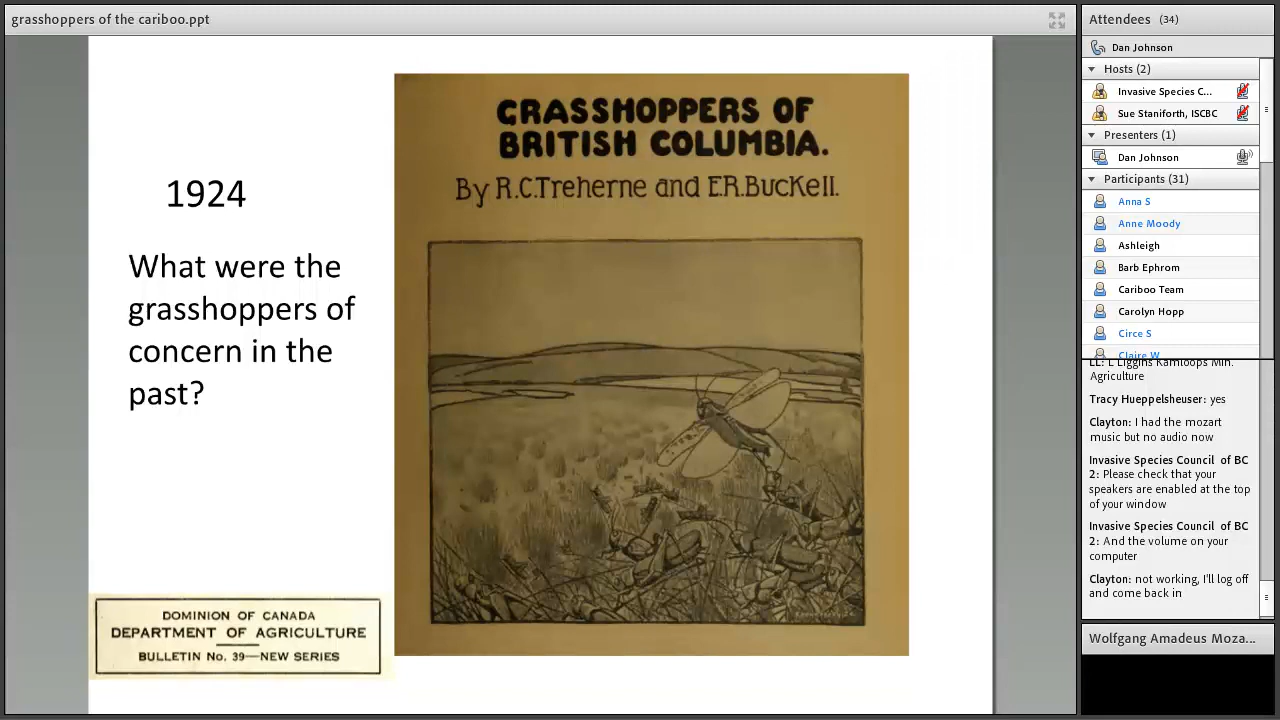 grasshoppers of the cariboo.ppt
1924
What were the
grasshoppers of
concern in the
past?
GRASSHOPPERS OF
BRITISH COLUMBIA.
By R.C.Treherne and E.R.Buckell.
DOMINION OF CANADA
DEPARTMENT OF AGRICULTURE
BULLETIN No. 39—NEW SERIES
Attendees (34)
Dan Johnson
Hosts (2)
Invasive Species C...
Sue Staniforth, ISCBC
Presenters (1)
Dan Johnson
Participants (31)
Anna S
Anne Moody
Ashleigh
Barb Ephrom
Cariboo Team
Carolyn Hopp
Circe S
Claire W
LL: L Liggins Kamloops Min.
Agriculture
Tracy Hueppelsheuser: yes
Clayton: I had the mozart
music but no audio now
Invasive Species Council of BC
2: Please check that your
speakers are enabled at the top
of your window
Invasive Species Council of BC
2: And the volume on your
computer
Clayton: not working, I'll log off
and come back in
Wolfgang Amadeus Moza...